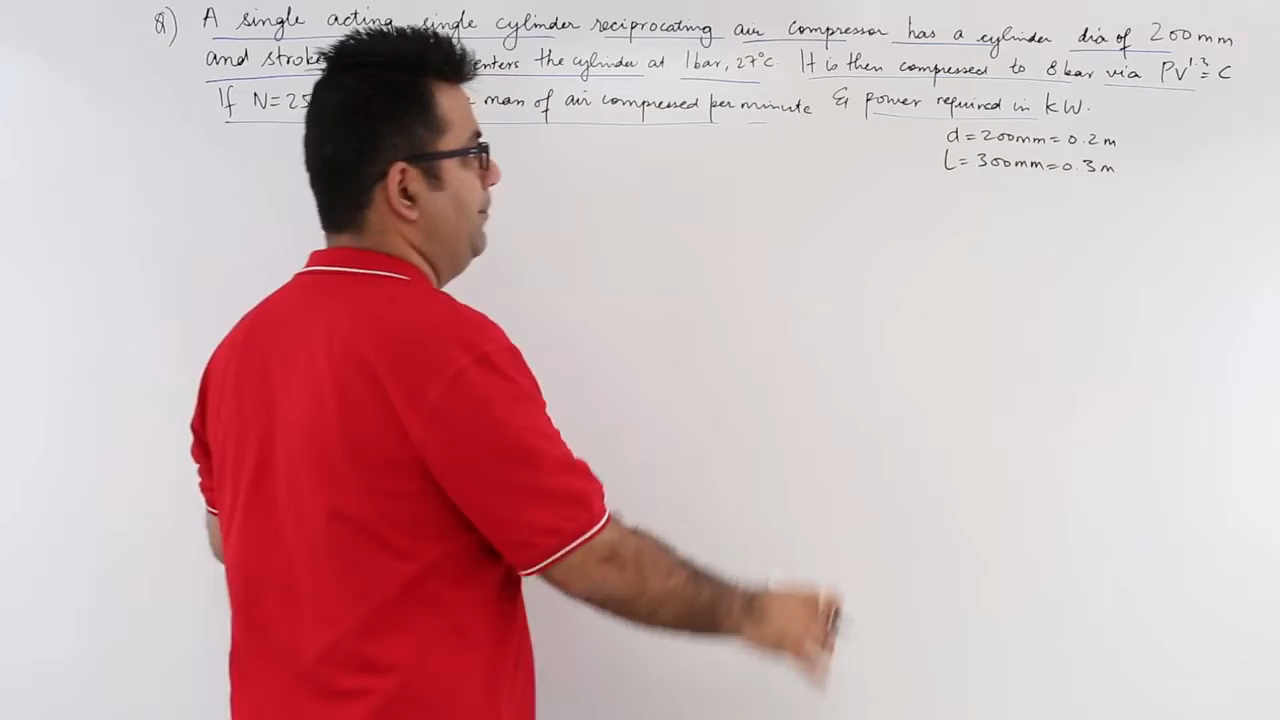 Q) A single acting single cylinder reciprocating air compressor has a cylinder dia of 200 mm
and stroke enters the cylinder at 1 bar, 27°C. It is then compressed to 8 bar via PV^1.3 = C
If N=25 mass of air compressed per minute & power required in kW.
d = 200mm = 0.2 m
L = 300mm = 0.3 m